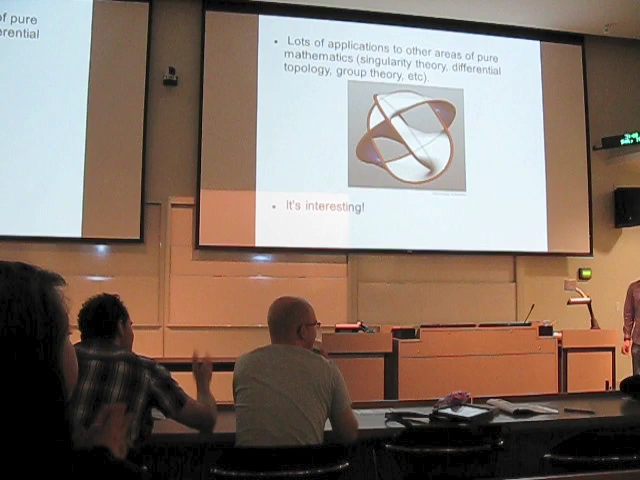 of pure
erential
• Lots of applications to other areas of pure
mathematics (singularity theory, differential
topology, group theory, etc).
• It's interesting!